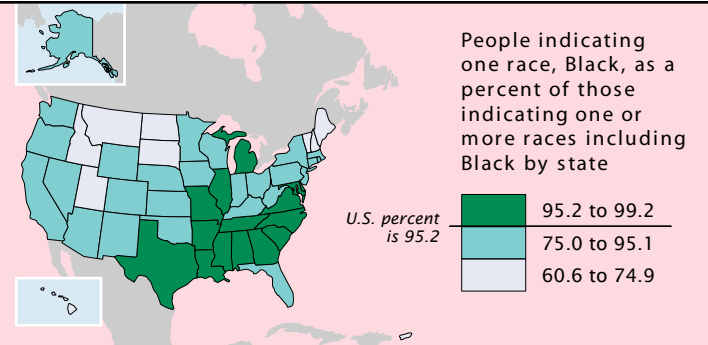 People indicating
one race, Black, as a
percent of those
indicating one or
more races including
Black by state
U.S. percent
is 95.2
95.2 to 99.2
75.0 to 95.1
60.6 to 74.9